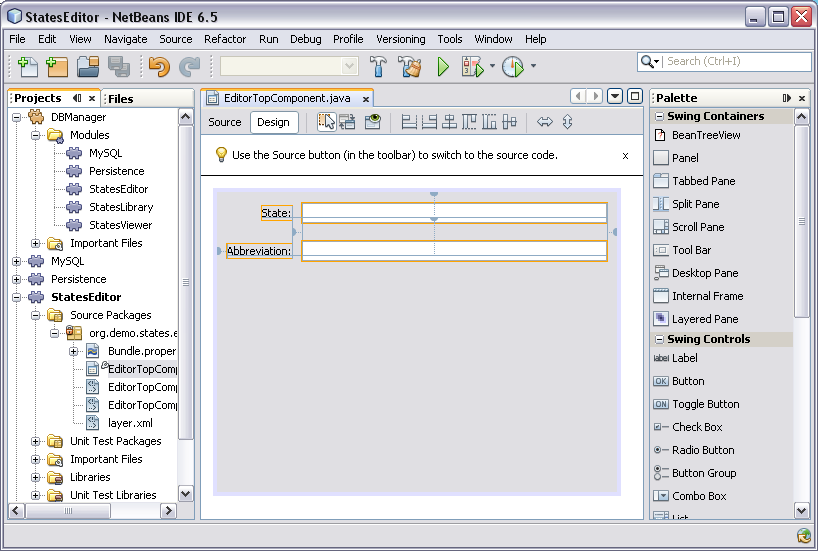 StatesEditor - NetBeans IDE 6.5
File Edit View Navigate Source Refactor Run Debug Profile Versioning Tools Window Help
Search (Ctrl+I)
Projects
Files
DBManager
Modules
MySQL
Persistence
StatesEditor
StatesLibrary
StatesViewer
Important Files
MySQL
Persistence
StatesEditor
Source Packages
org.demo.states.e
Bundle.proper
EditorTopComp
EditorTopComp
EditorTopComp
layer.xml
Unit Test Packages
Important Files
Libraries
Unit Test Libraries
EditorTopComponent.java
Source Design
Use the Source button (in the toolbar) to switch to the source code.
State:
Abbreviation:
Palette
Swing Containers
BeanTreeView
Panel
Tabbed Pane
Split Pane
Scroll Pane
Tool Bar
Desktop Pane
Internal Frame
Layered Pane
Swing Controls
Label
Button
Toggle Button
Check Box
Radio Button
Button Group
Combo Box
List